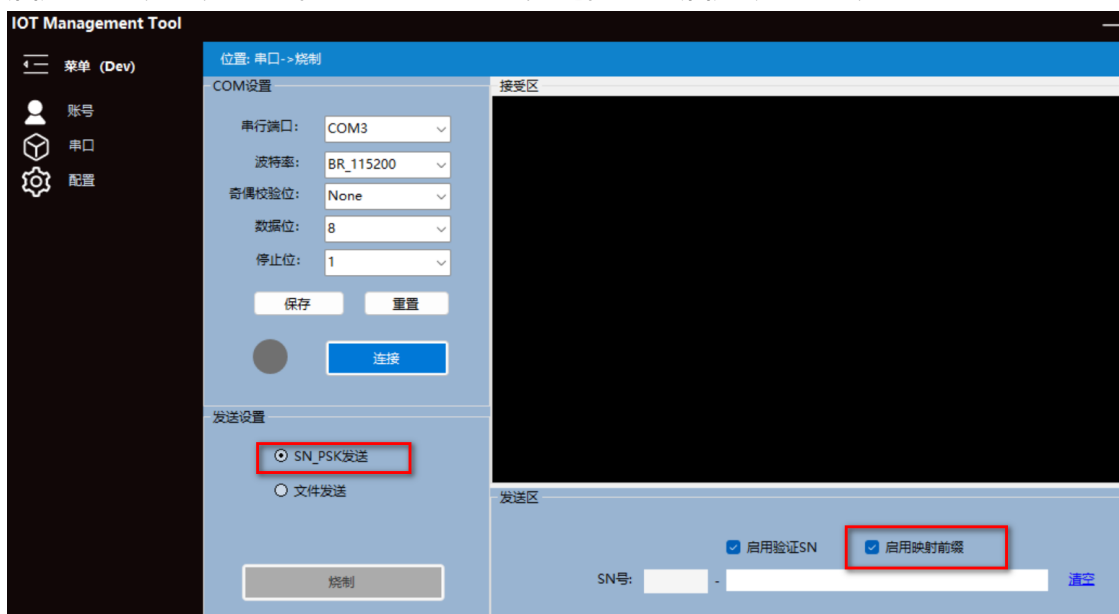 IOT Management Tool
菜单 (Dev)
账号
串口
配置
位置: 串口->烧制
COM设置
串行端口: COM3
波特率: BR_115200
奇偶校验位: None
数据位: 8
停止位: 1
保存 重置
连接
发送设置
SN_PSK发送
文件发送
烧制
接受区
发送区
启用验证SN 启用映射前缀
SN号: - 清空